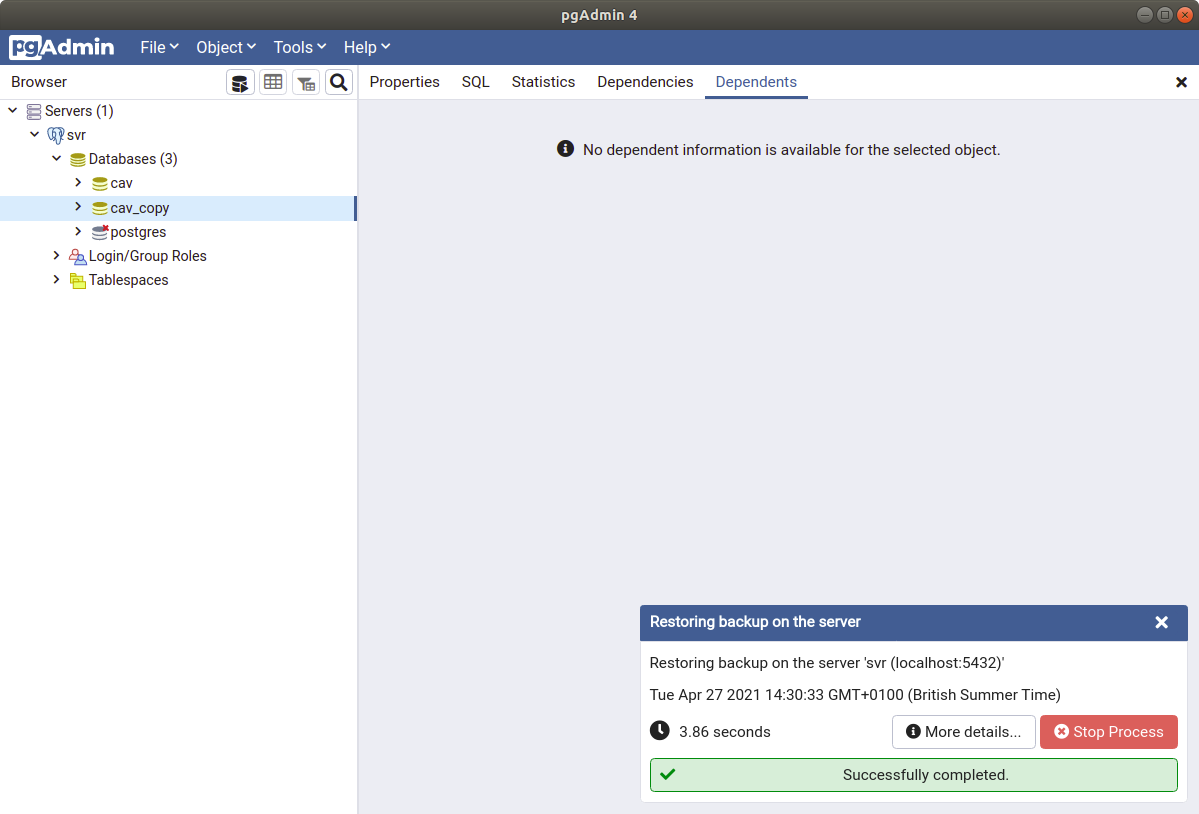 pgAdmin 4
pgAdmin File Object Tools Help
Browser Properties SQL Statistics Dependencies Dependents
Servers (1)
svr
Databases (3)
cav
cav_copy
postgres
Login/Group Roles
Tablespaces
No dependent information is available for the selected object.
Restoring backup on the server
Restoring backup on the server 'svr (localhost:5432)'
Tue Apr 27 2021 14:30:33 GMT+0100 (British Summer Time)
3.86 seconds More details... Stop Process
Successfully completed.